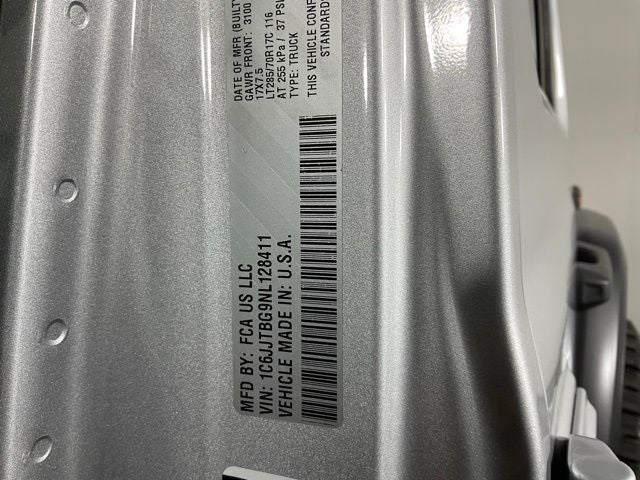 MFD BY: FCA US LLC
VIN: 1C6JJTBG9NL128411
VEHICLE MADE IN: U.S.A.
DATE OF MFR (BUILT
GAWR FRONT: 3100
17X7.5
LT285/70R17C 116
AT 255 kPa / 37 PSI
TYPE: TRUCK
THIS VEHICLE CONF
STANDARD